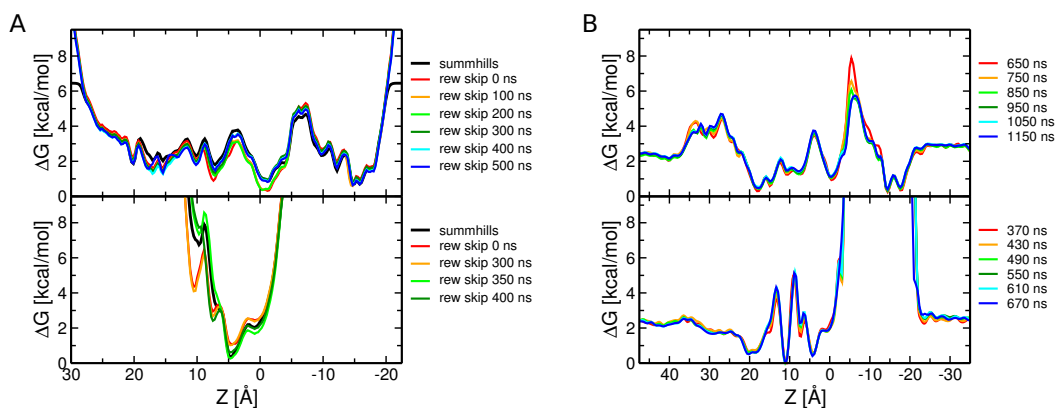 A
ΔG [kcal/mol]
8
6
4
2
0
summhills
rew skip 0 ns
rew skip 100 ns
rew skip 200 ns
rew skip 300 ns
rew skip 400 ns
rew skip 500 ns
ΔG [kcal/mol]
8
6
4
2
0
summhills
rew skip 0 ns
rew skip 300 ns
rew skip 350 ns
rew skip 400 ns
30 20 10 0 -10 -20
Z [Å]
B
ΔG [kcal/mol]
8
6
4
2
0
650 ns
750 ns
850 ns
950 ns
1050 ns
1150 ns
ΔG [kcal/mol]
8
6
4
2
0
370 ns
430 ns
490 ns
550 ns
610 ns
670 ns
40 30 20 10 0 -10 -20 -30
Z [Å]